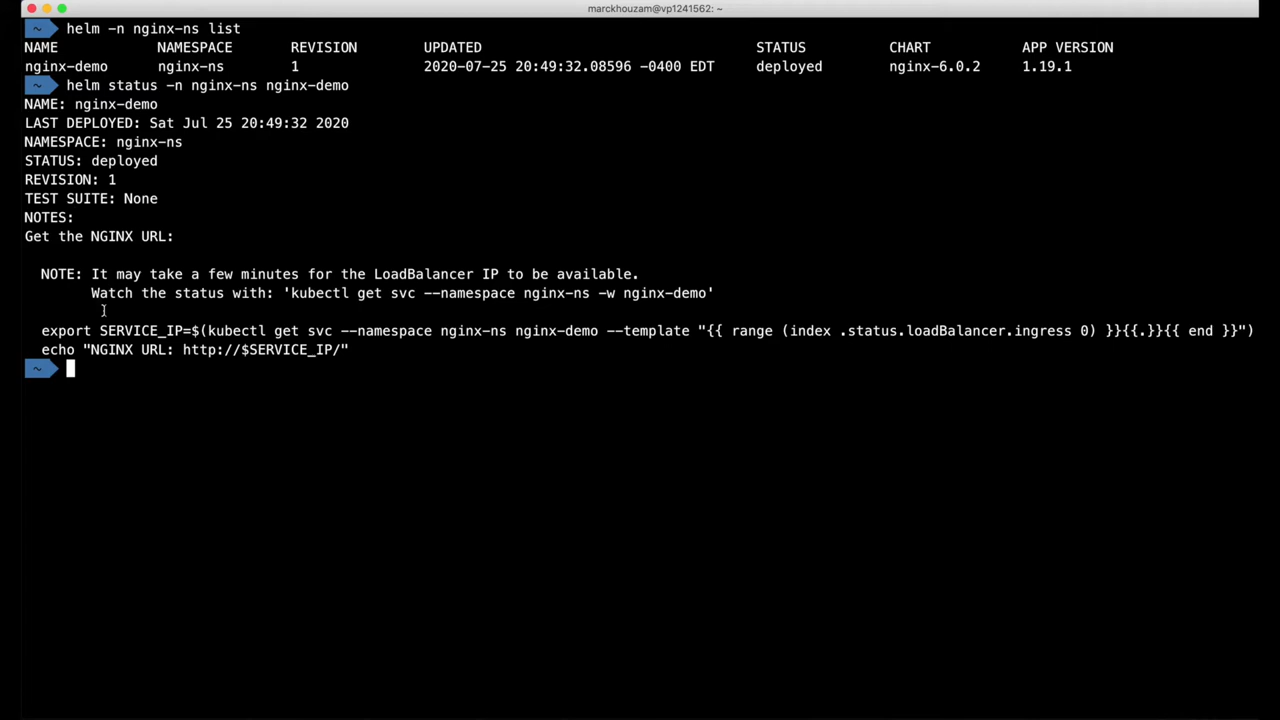 marckhouzam@vp1241562: ~
~ helm -n nginx-ns list
NAME NAMESPACE REVISION UPDATED STATUS CHART APP VERSION
nginx-demo nginx-ns 1 2020-07-25 20:49:32.08596 -0400 EDT deployed nginx-6.0.2 1.19.1
~ helm status -n nginx-ns nginx-demo
NAME: nginx-demo
LAST DEPLOYED: Sat Jul 25 20:49:32 2020
NAMESPACE: nginx-ns
STATUS: deployed
REVISION: 1
TEST SUITE: None
NOTES:
Get the NGINX URL:
NOTE: It may take a few minutes for the LoadBalancer IP to be available.
Watch the status with: 'kubectl get svc --namespace nginx-ns -w nginx-demo'
export SERVICE_IP=$(kubectl get svc --namespace nginx-ns nginx-demo --template "{{ range (index .status.loadBalancer.ingress 0) }}{{.}}{{ end }}")
echo "NGINX URL: http://$SERVICE_IP/"
~